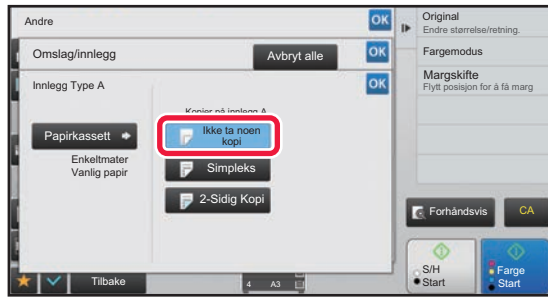 Andre
OK
Omslag/innlegg
Avbryt alle
OK
Innlegg Type A
OK
Kopier på innlegg A
Papirkassett
Enkeltmater
Vanlig papir
Ikke ta noen
kopi
Simpleks
2-Sidig Kopi
Tilbake
4 A3
Original
Endre størrelse/retning.
Fargemodus
Margskifte
Flytt posisjon for å få marg
Forhåndsvis
CA
S/H
Start
Farge
Start